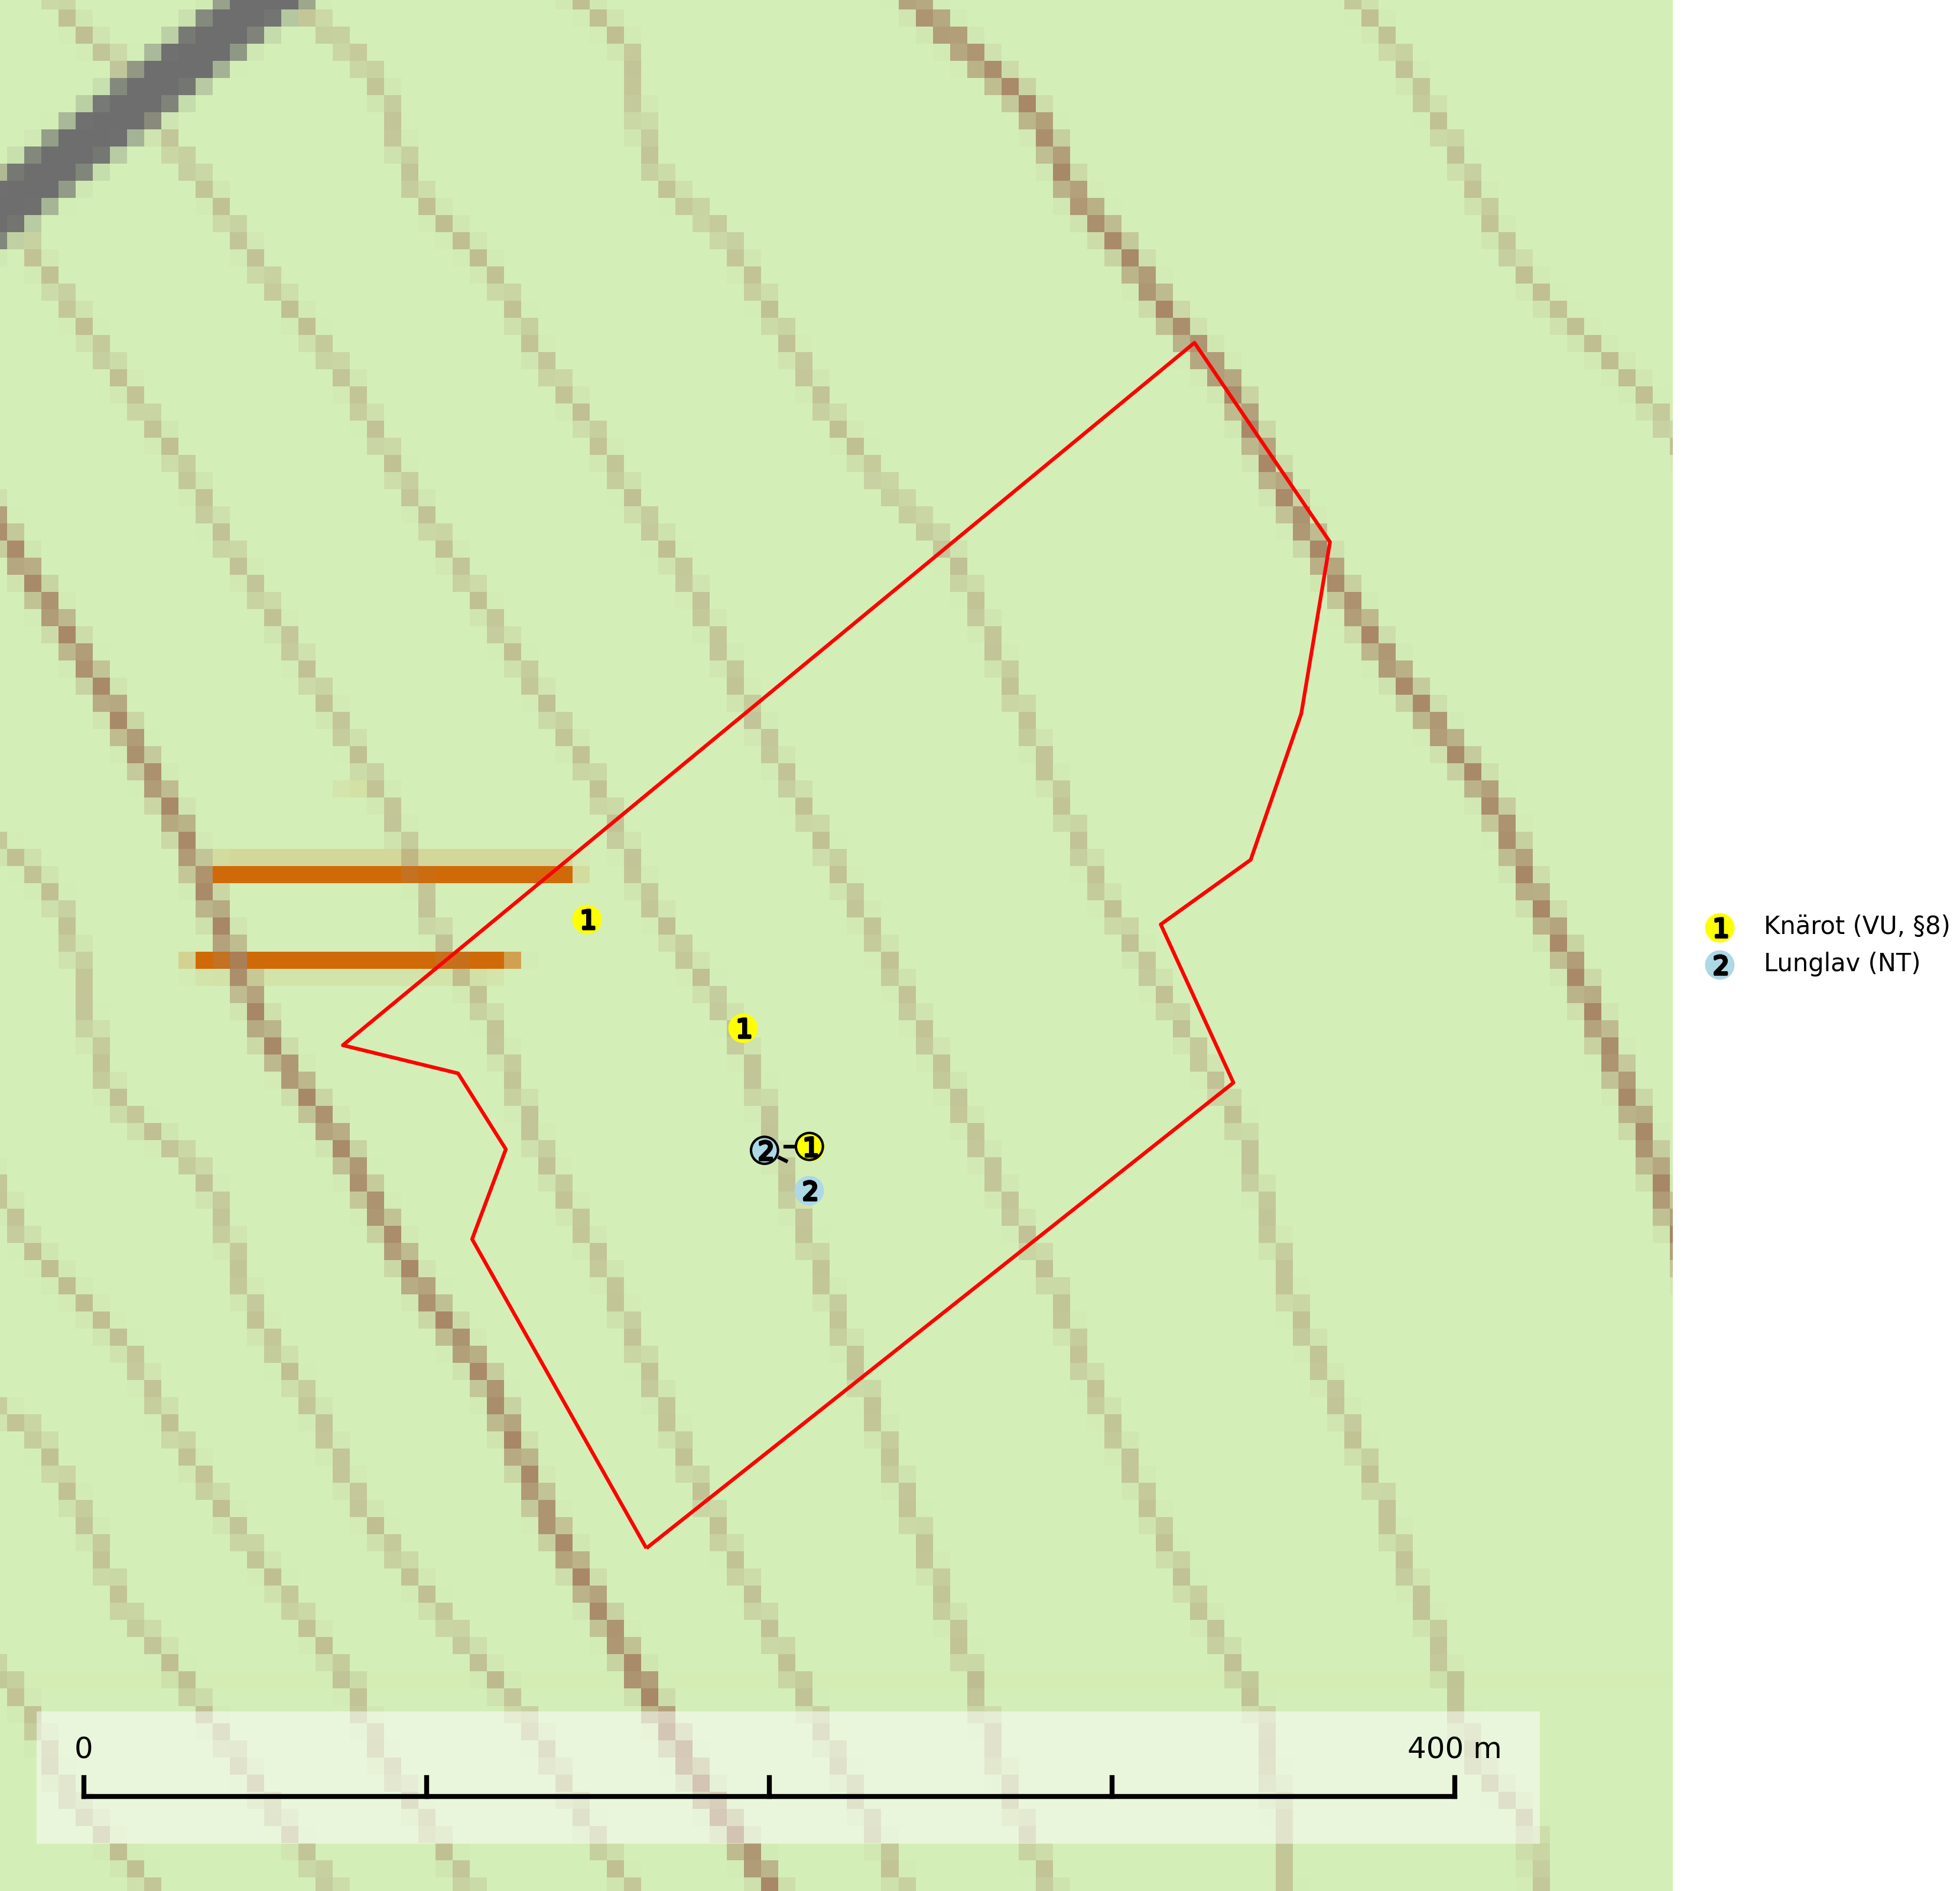 1
1
2 1
2
1 Knärot (VU, §8)
2 Lunglav (NT)
0 400 m